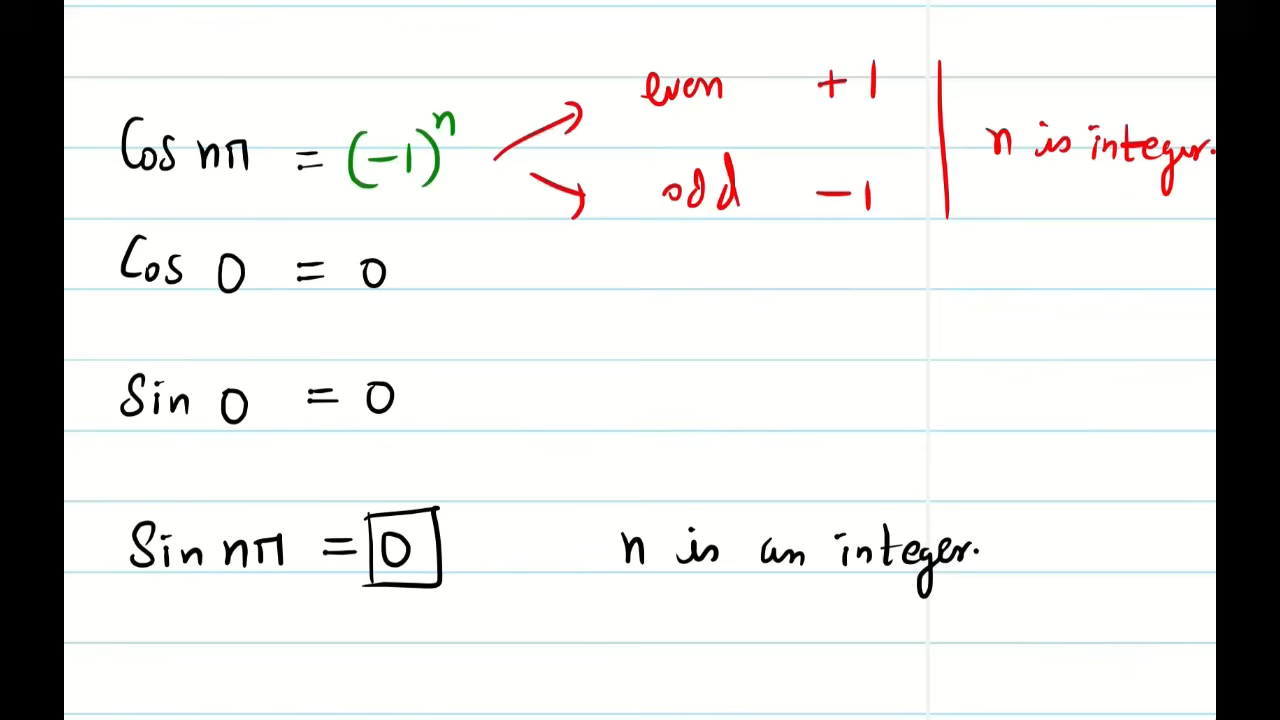 Cos nπ = (-1)^n even +1 n is integer.
odd -1
Cos 0 = 0
Sin 0 = 0
Sin nπ = 0 n is an integer.